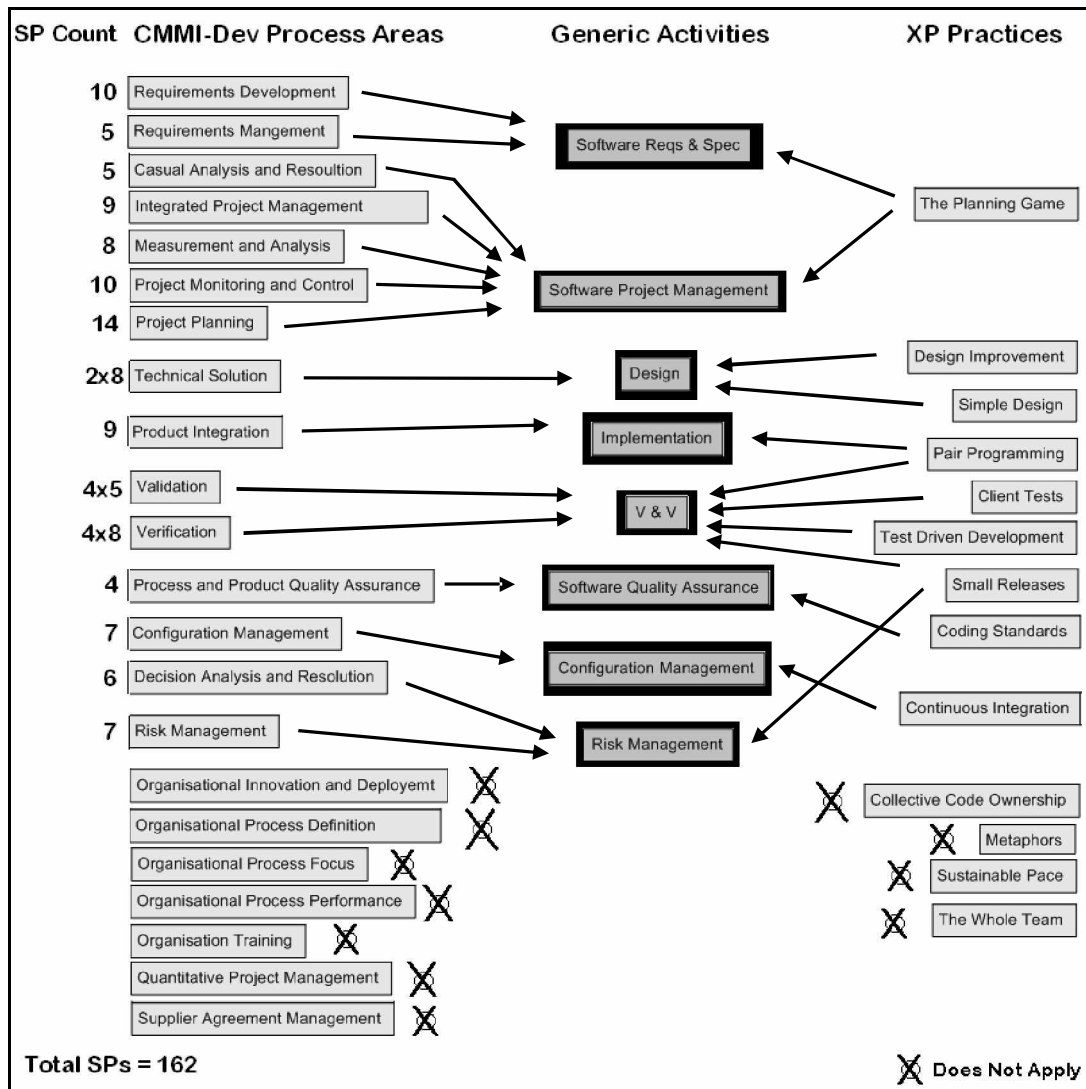 SP Count CMMI-Dev Process Areas Generic Activities XP Practices
10 Requirements Development
5 Requirements Mangement
Software Reqs & Spec
5 Casual Analysis and Resoultion
9 Integrated Project Management
The Planning Game
8 Measurement and Analysis
10 Project Monitoring and Control
Software Project Management
14 Project Planning
Design Improvement
2x8 Technical Solution
Design
Simple Design
9 Product Integration
Implementation
Pair Programming
4x5 Validation
Client Tests
V & V
4x8 Verification
Test Driven Development
4 Process and Product Quality Assurance
Software Quality Assurance
Small Releases
7 Configuration Management
Coding Standards
Configuration Management
6 Decision Analysis and Resolution
Continuous Integration
7 Risk Management
Risk Management
Organisational Innovation and Deployemt
Collective Code Ownership
Organisational Process Definition
Metaphors
Organisational Process Focus
Sustainable Pace
Organisational Process Performance
The Whole Team
Organisation Training
Quantitative Project Management
Supplier Agreement Management
Total SPs = 162
Does Not Apply